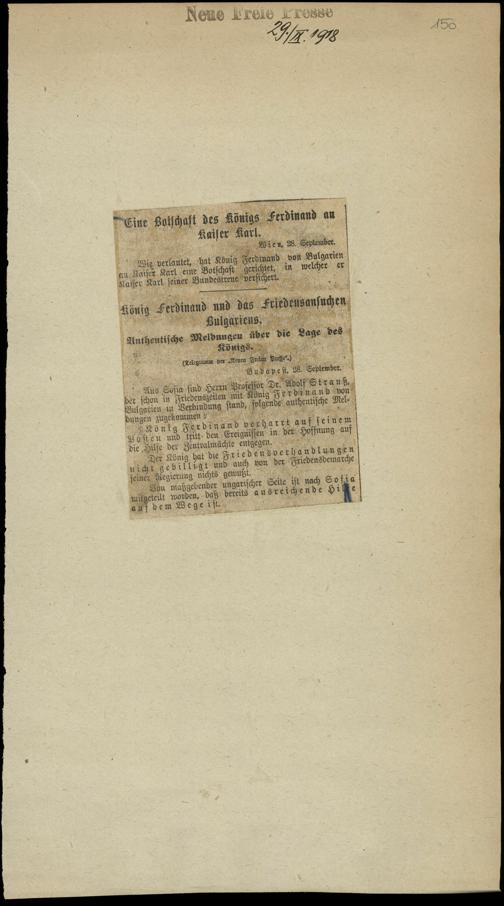 Neue Freie Presse
29./IX. 1918
150
Eine Botschaft des Königs Ferdinand an
Kaiser Karl.
Wien, 28. September.
Wie verlautet, hat König Ferdinand von Bulgarien
an Kaiser Karl eine Botschaft gerichtet, in welcher er
Kaiser Karl seiner Bundestreue versichert.
König Ferdinand und das Friedensansuchen
Bulgariens.
Authentische Meldungen über die Lage des
Königs.
(Telegramm der „Neuen Freien Presse“.)
Budapest, 28. September.
Aus Sofia sind Herrn Professor Dr. Adolf Strauß,
der schon in Friedenszeiten mit König Ferdinand von
Bulgarien in Verbindung stand, folgende authentische Mel-
dungen zugekommen:
König Ferdinand verharrt auf seinem
Posten und tritt den Ereignissen in der Hoffnung auf
die Hilfe der Zentralmächte entgegen.
Der König hat die Friedensverhandlungen
nicht gebilligt und auch von der Friedensdemarche
seiner Regierung nichts gewußt.
Von maßgebender ungarischer Seite ist nach Sofia
mitgeteilt worden, daß bereits ausreichende Hilfe
auf dem Wege ist.